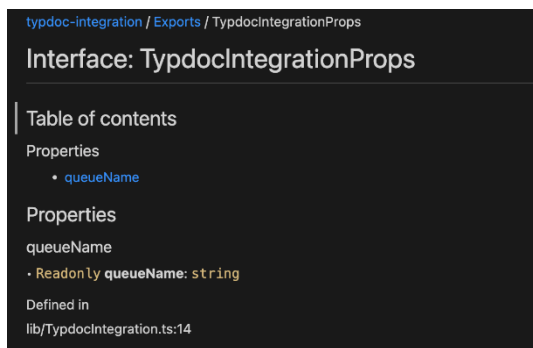 typdoc-integration / Exports / TypdocIntegrationProps
Interface: TypdocIntegrationProps
Table of contents
Properties
• queueName
Properties
queueName
• Readonly queueName: string
Defined in
lib/TypdocIntegration.ts:14